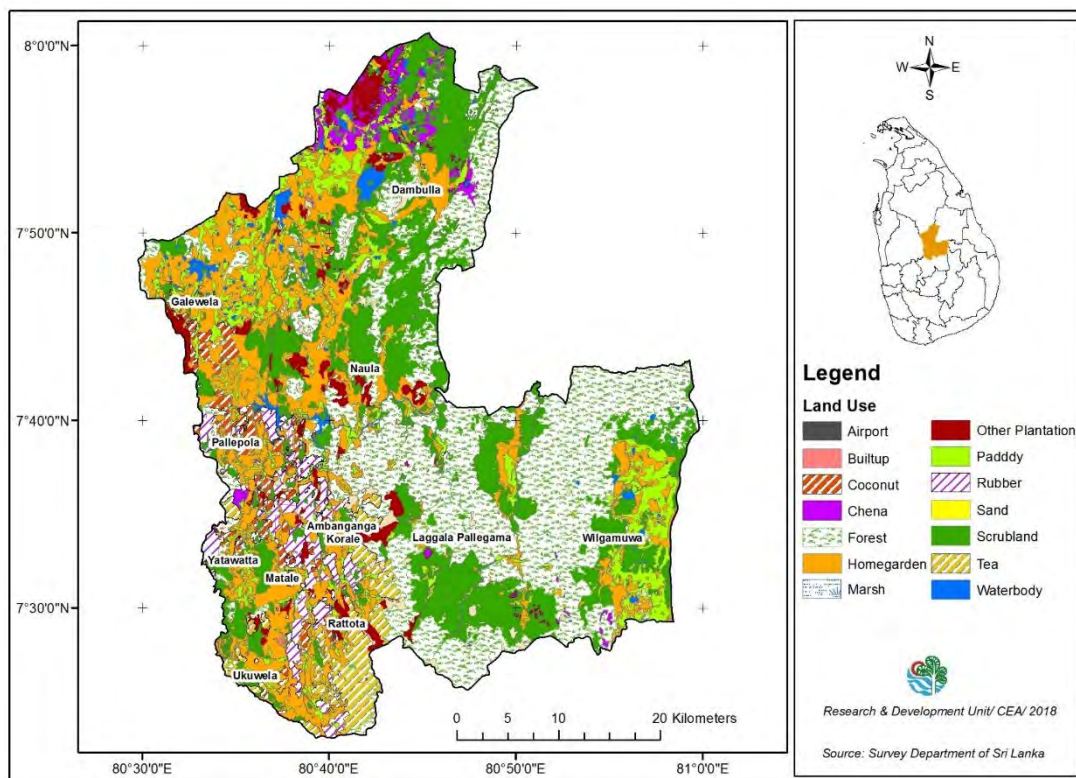 8°0'0"N
7°50'0"N
7°40'0"N
7°30'0"N
80°30'0"E
80°40'0"E
80°50'0"E
81°0'0"E
Dambulla
Galewela
Naula
Pallepola
Ambanganga
Korale
Laggala Pallegama
Wilgamuwa
Yatawatta
Matale
Rattota
Ukuwela
0 5 10 20 Kilometers
N
W E
S
Legend
Land Use
Airport
Builtup
Coconut
Chena
Forest
Homegarden
Marsh
Other Plantation
Padddy
Rubber
Sand
Scrubland
Tea
Waterbody
Research & Development Unit/ CEA/ 2018
Source: Survey Department of Sri Lanka